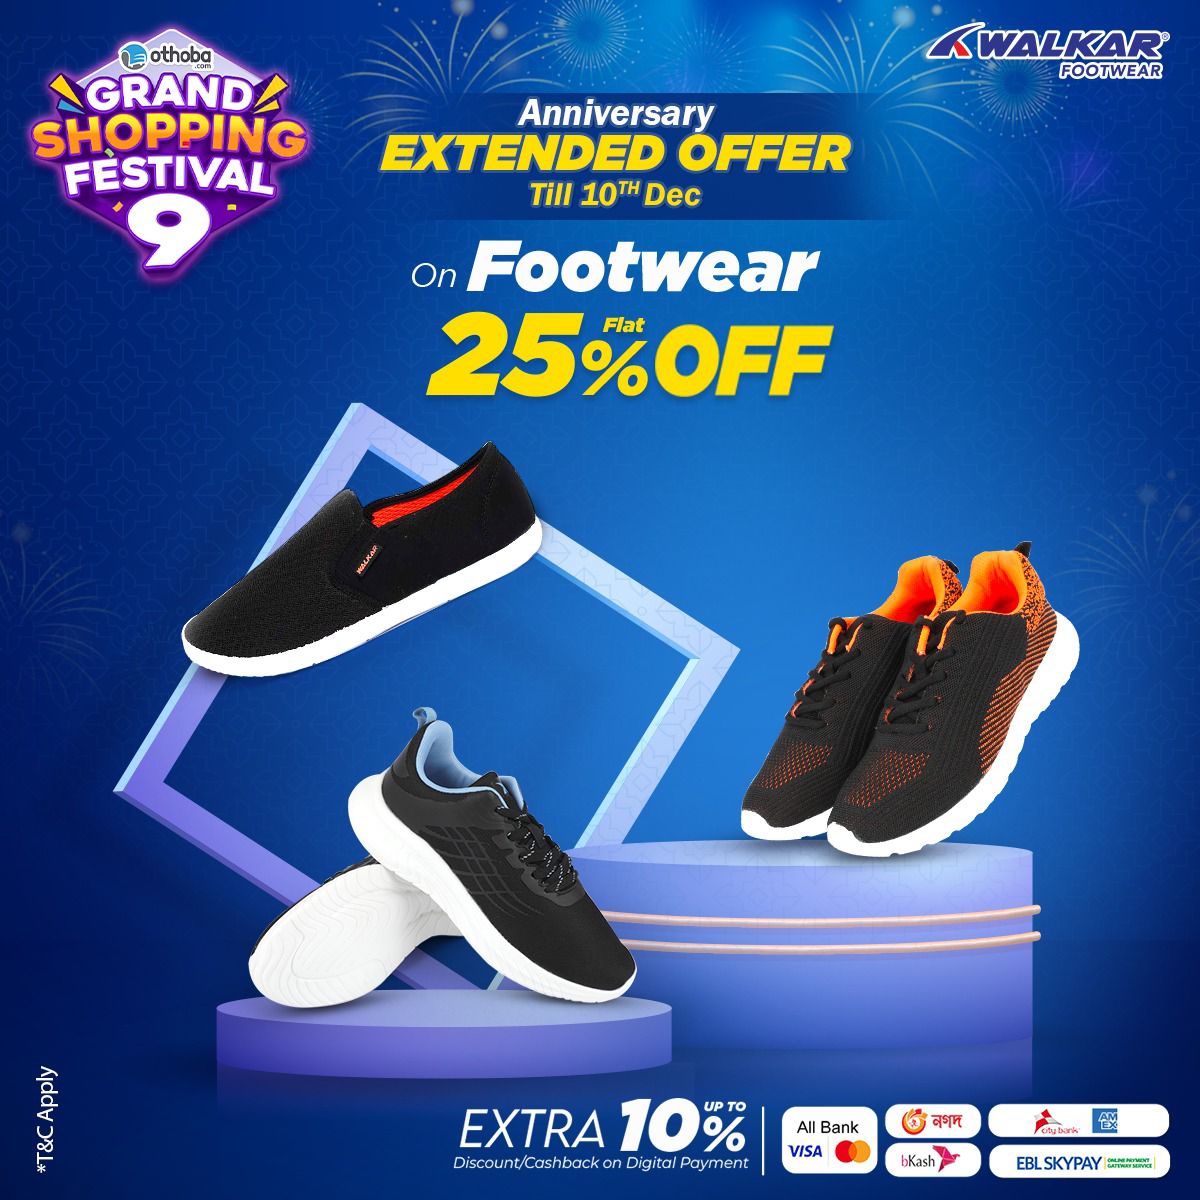 othoba
.com
GRAND
SHOPPING
FESTIVAL
9
WALKAR®
FOOTWEAR
Anniversary
EXTENDED OFFER
Till 10TH Dec
On Footwear
Flat
25% OFF
WALKAR
*T&C Apply
EXTRA 10% UP TO
Discount/Cashback on Digital Payment
All Bank
VISA
নগদ
bKash
city bank
AM
EX
EBL SKYPAY
ONLINE PAYMENT
GATEWAY SERVICE